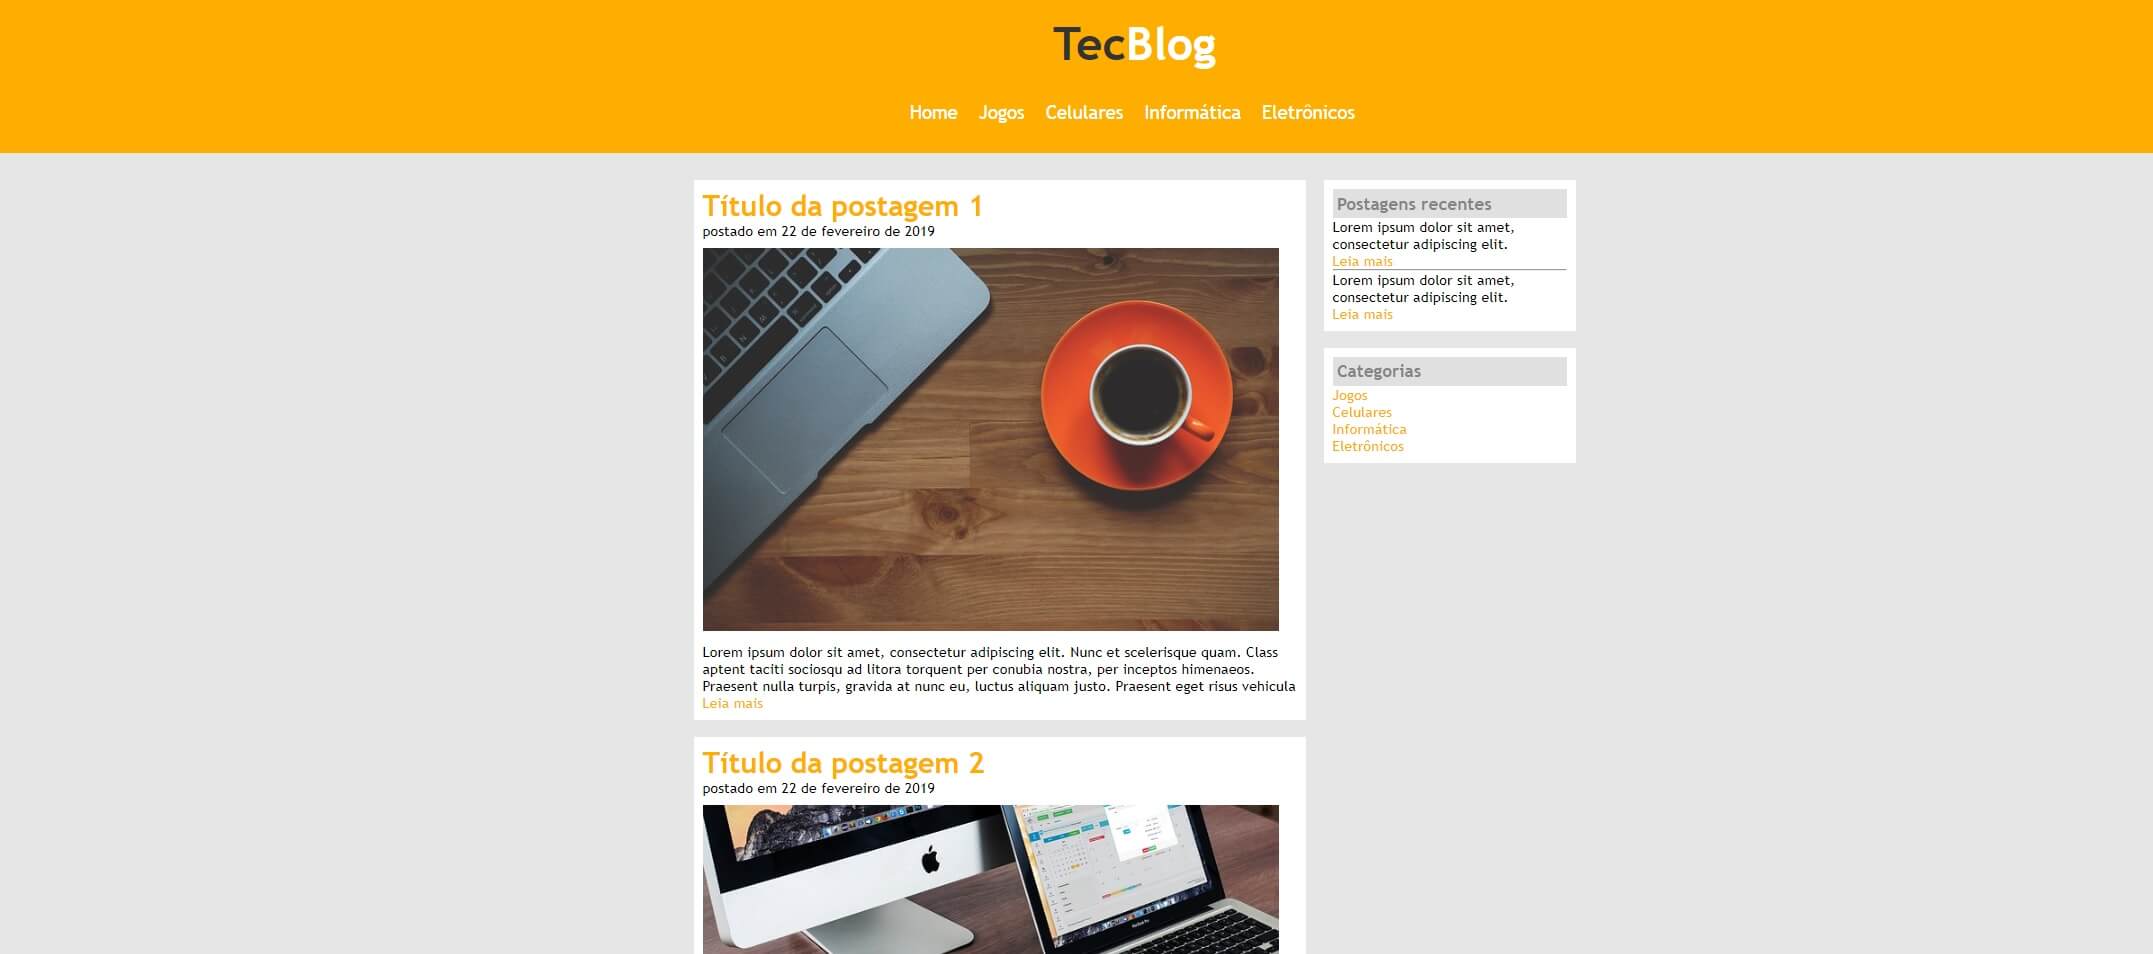 TecBlog
Home Jogos Celulares Informática Eletrônicos
Título da postagem 1
postado em 22 de fevereiro de 2019
Lorem ipsum dolor sit amet, consectetur adipiscing elit. Nunc et scelerisque quam. Class
aptent taciti sociosqu ad litora torquent per conubia nostra, per inceptos himenaeos.
Praesent nulla turpis, gravida at nunc eu, luctus aliquam justo. Praesent eget risus vehicula
Leia mais
Título da postagem 2
postado em 22 de fevereiro de 2019
Postagens recentes
Lorem ipsum dolor sit amet,
consectetur adipiscing elit.
Leia mais
Lorem ipsum dolor sit amet,
consectetur adipiscing elit.
Leia mais
Categorias
Jogos
Celulares
Informática
Eletrônicos